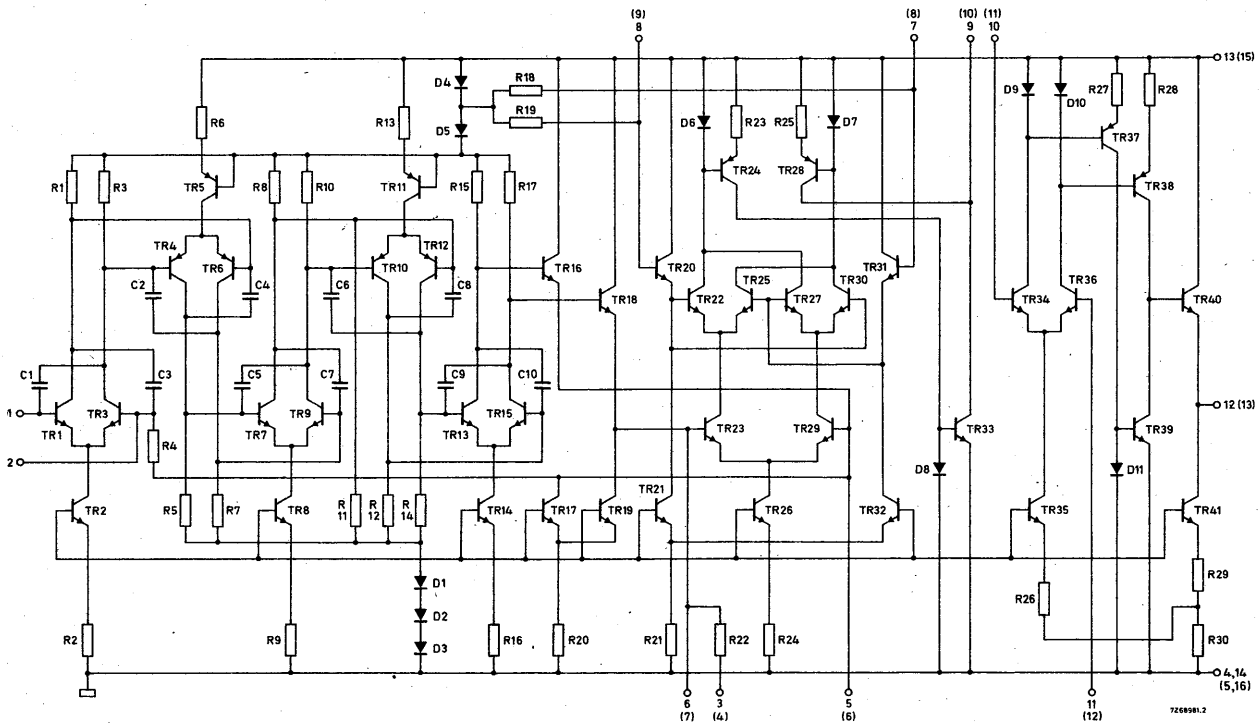 (9) (8) (10) (11)
8 7 9 10
13 (15)
D4 R18 D9 D10 R27 R28
R19
R6 R13 D5 D6 R23 R25 D7 TR37
R1 R3 TR5 R8 R10 TR11 R15 R17 TR24 TR28 TR38
TR4 TR6 TR10 TR12 TR16 TR20 TR31
C2 C4 C6 C8 TR18 TR22 TR25 TR27 TR30 TR34 TR36 TR40
C1 C3 C5 C7 C9 C10
TR1 TR3 TR7 TR9 TR13 TR15 TR23 TR29 TR33 TR39 12 (13)
2 R4 D8 D11
TR2 R5 R7 TR8 R11 R12 R14 TR14 TR17 TR19 TR21 TR26 TR32 TR35 TR41
D1 R26 R29
D2
R2 R9 D3 R16 R20 R21 R22 R24 R30
4,14
(5,16)
6 3 5 11
(7) (4) (6) (12)
7Z68981.2